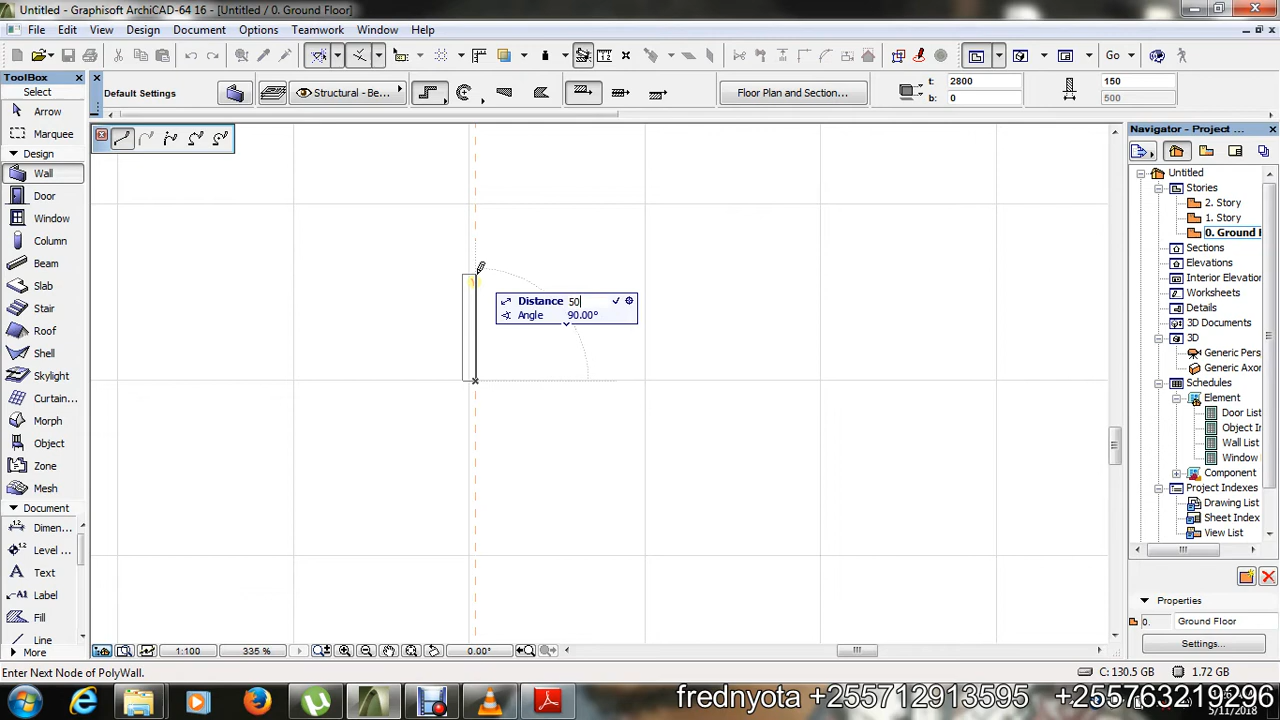 Untitled - Graphisoft ArchiCAD-64 16 - [Untitled / 0. Ground Floor]
File Edit View Design Document Options Teamwork Window Help
Go
ToolBox
Select
Arrow
Marquee
Design
Wall
Door
Window
Column
Beam
Slab
Stair
Roof
Shell
Skylight
Curtain...
Morph
Object
Zone
Mesh
Document
Dimen...
Level ...
Text
Label
Fill
Line
More
Default Settings
Structural - Be...
Floor Plan and Section...
t: 2800
b: 0
150
500
Distance 50
Angle 90.00°
Navigator - Project ...
Untitled
Stories
2. Story
1. Story
0. Ground
Sections
Elevations
Interior Elevation
Worksheets
Details
3D Documents
3D
Generic Pers
Generic Axon
Schedules
Element
Door List
Object In
Wall List
Window
Component
Project Indexes
Drawing List
Sheet Index
View List
Properties
0. Ground Floor
Settings...
1:100
335 %
0.00°
Enter Next Node of PolyWall.
C: 130.5 GB
1.72 GB
frednyota +255712913595 +255763219296
5/11/2018